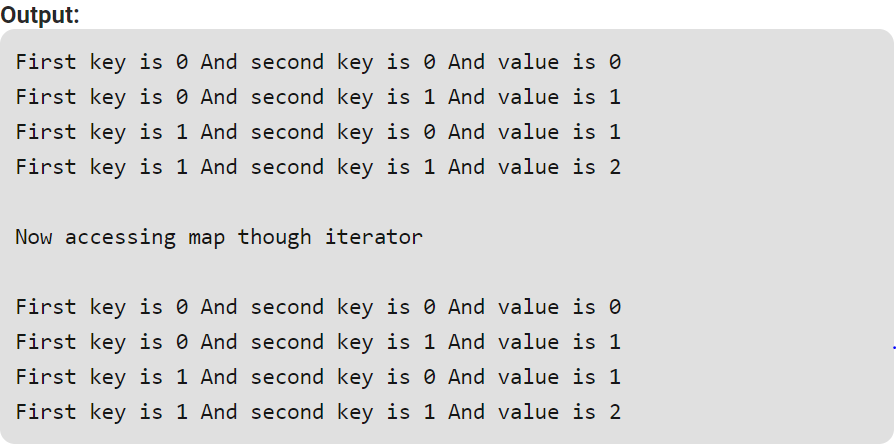 Output:
First key is 0 And second key is 0 And value is 0
First key is 0 And second key is 1 And value is 1
First key is 1 And second key is 0 And value is 1
First key is 1 And second key is 1 And value is 2
Now accessing map though iterator
First key is 0 And second key is 0 And value is 0
First key is 0 And second key is 1 And value is 1
First key is 1 And second key is 0 And value is 1
First key is 1 And second key is 1 And value is 2